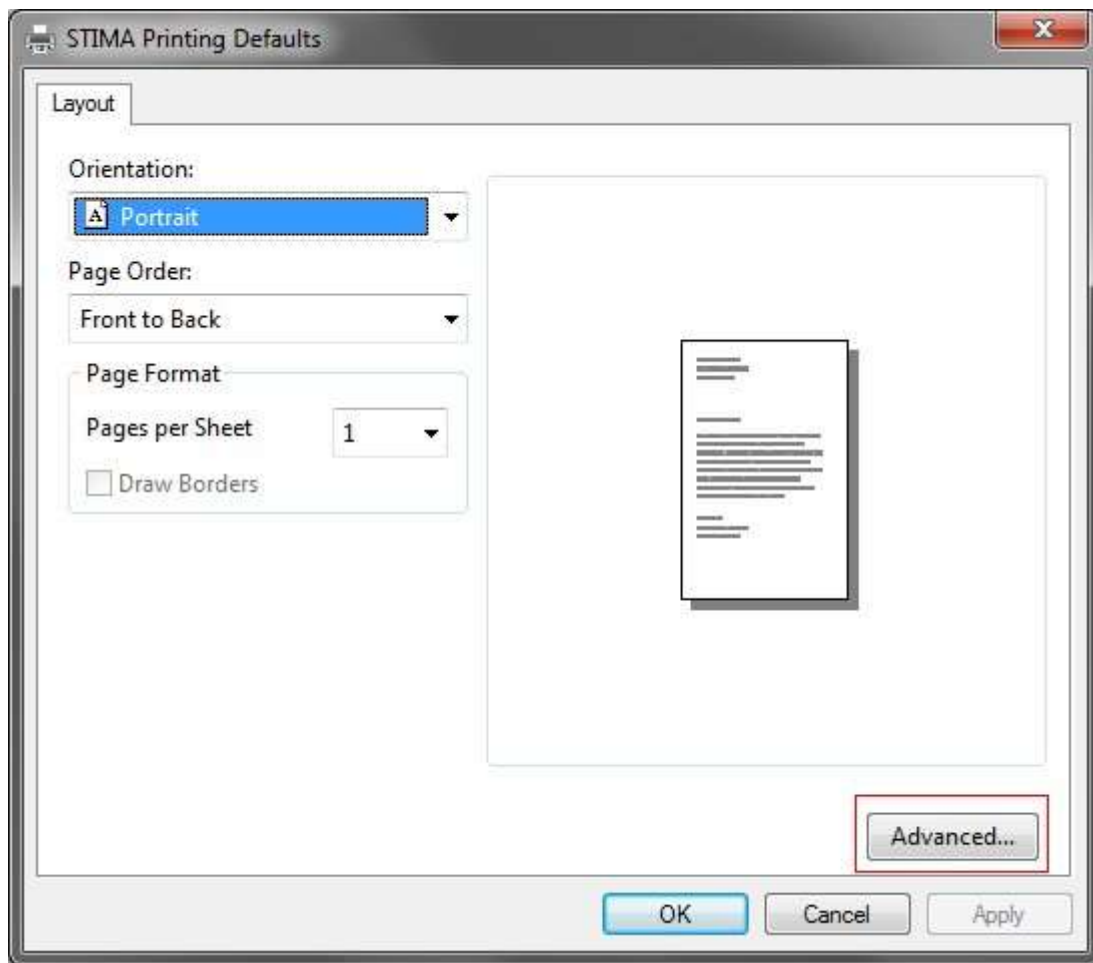 STIMA Printing Defaults
Layout
Orientation:
A Portrait
Page Order:
Front to Back
Page Format
Pages per Sheet 1
Draw Borders
Advanced...
OK Cancel Apply